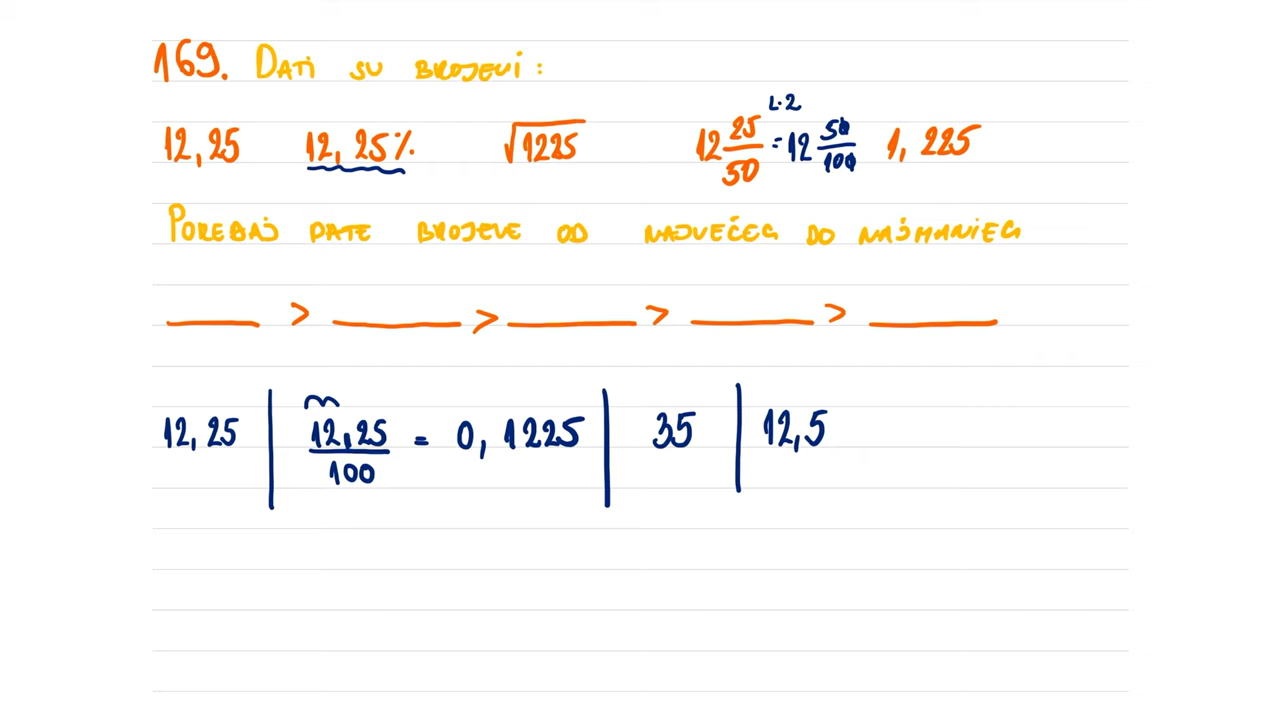 169. DATI SU BROJEVI :
12,25 12,25% √1225 12 25/50 = 12 50/100 1,225
L·2
POREĐAJ DATE BROJEVE OD NAJVEĆEG DO NAJMANJEG
____ > ____ > ____ > ____ > ____
12,25 | 12,25/100 = 0,1225 | 35 | 12,5